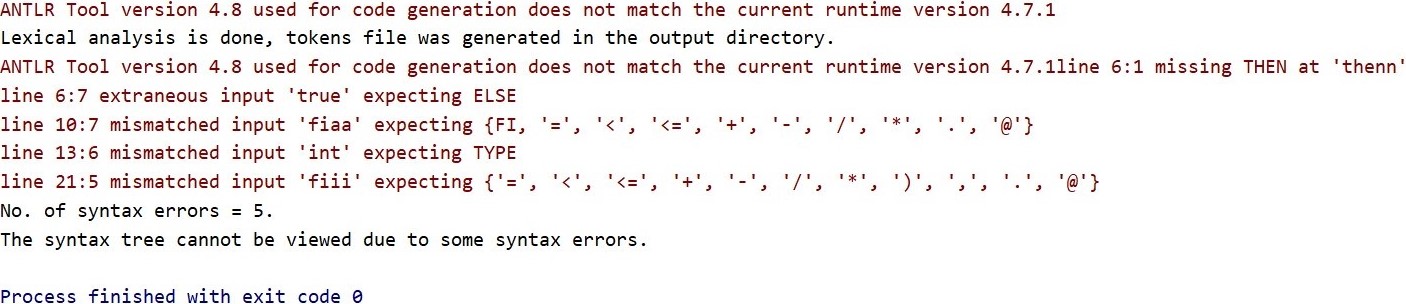 ANTLR Tool version 4.8 used for code generation does not match the current runtime version 4.7.1
Lexical analysis is done, tokens file was generated in the output directory.
ANTLR Tool version 4.8 used for code generation does not match the current runtime version 4.7.1line 6:1 missing THEN at 'thenn'
line 6:7 extraneous input 'true' expecting ELSE
line 10:7 mismatched input 'fiaa' expecting {FI, '=', '<', '<=', '+', '-', '/', '*', '.', '@'}
line 13:6 mismatched input 'int' expecting TYPE
line 21:5 mismatched input 'fiii' expecting {'=', '<', '<=', '+', '-', '/', '*', ')', ',', '.', '@'}
No. of syntax errors = 5.
The syntax tree cannot be viewed due to some syntax errors.
Process finished with exit code 0